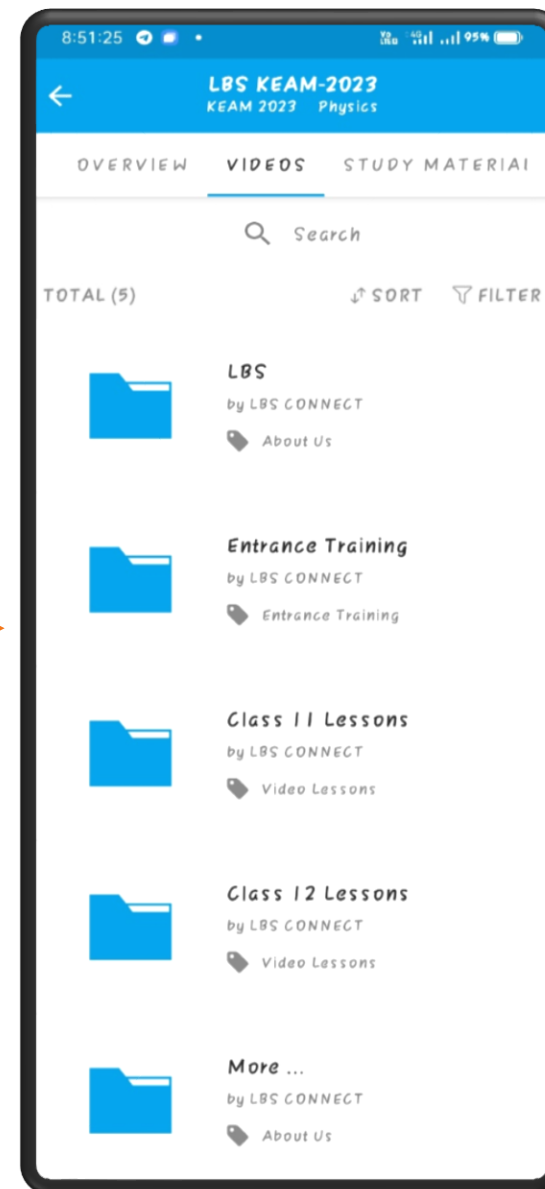 8:51:25 95%
LBS KEAM-2023
KEAM 2023 Physics
OVERVIEW VIDEOS STUDY MATERIAL
Search
TOTAL (5) SORT FILTER
LBS
by LBS CONNECT
About Us
Entrance Training
by LBS CONNECT
Entrance Training
Class 11 Lessons
by LBS CONNECT
Video Lessons
Class 12 Lessons
by LBS CONNECT
Video Lessons
More ...
by LBS CONNECT
About Us